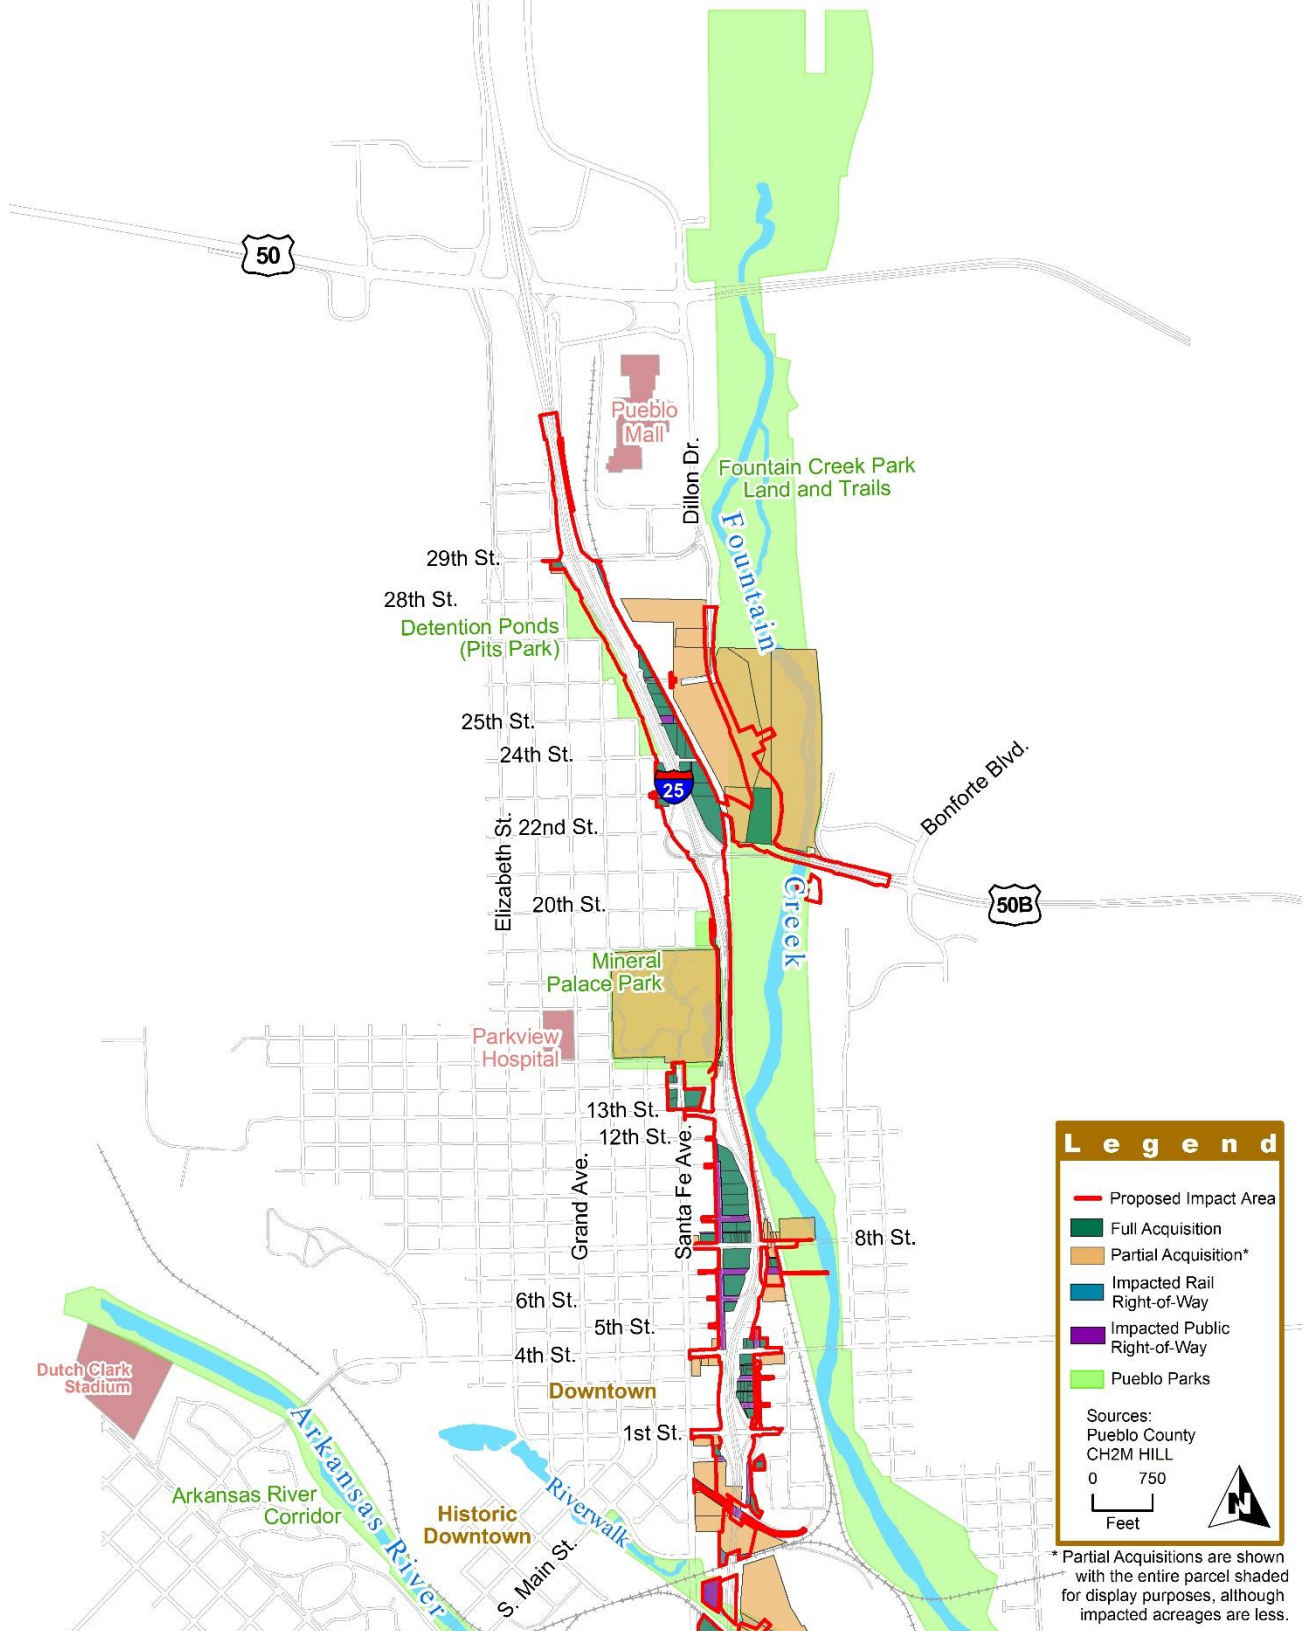 50
Pueblo
Mall
Dillon Dr.
Fountain Creek Park
Land and Trails
Fountain
29th St.
28th St.
Detention Ponds
(Pits Park)
25th St.
24th St.
25
Bonforte Blvd.
22nd St.
Elizabeth St.
Creek
50B
20th St.
Mineral
Palace Park
Parkview
Hospital
13th St.
12th St.
Grand Ave.
Santa Fe Ave.
8th St.
6th St.
5th St.
4th St.
Dutch Clark
Stadium
Downtown
1st St.
Arkansas River
Arkansas River
Corridor
Historic
Downtown
Riverwalk
S. Main St.
Legend
Proposed Impact Area
Full Acquisition
Partial Acquisition*
Impacted Rail
Right-of-Way
Impacted Public
Right-of-Way
Pueblo Parks
Sources:
Pueblo County
CH2M HILL
0 750
Feet
N
* Partial Acquisitions are shown
with the entire parcel shaded
for display purposes, although
impacted acreages are less.